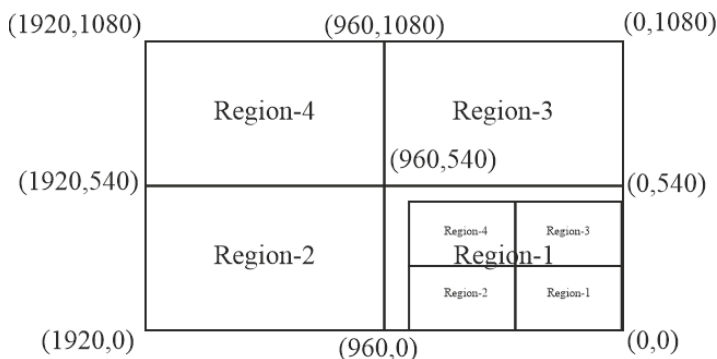 (1920,1080)
(960,1080)
(0,1080)
Region-4
Region-3
(960,540)
(1920,540)
(0,540)
Region-4
Region-3
Region-2
Region-1
Region-2
Region-1
(1920,0)
(960,0)
(0,0)